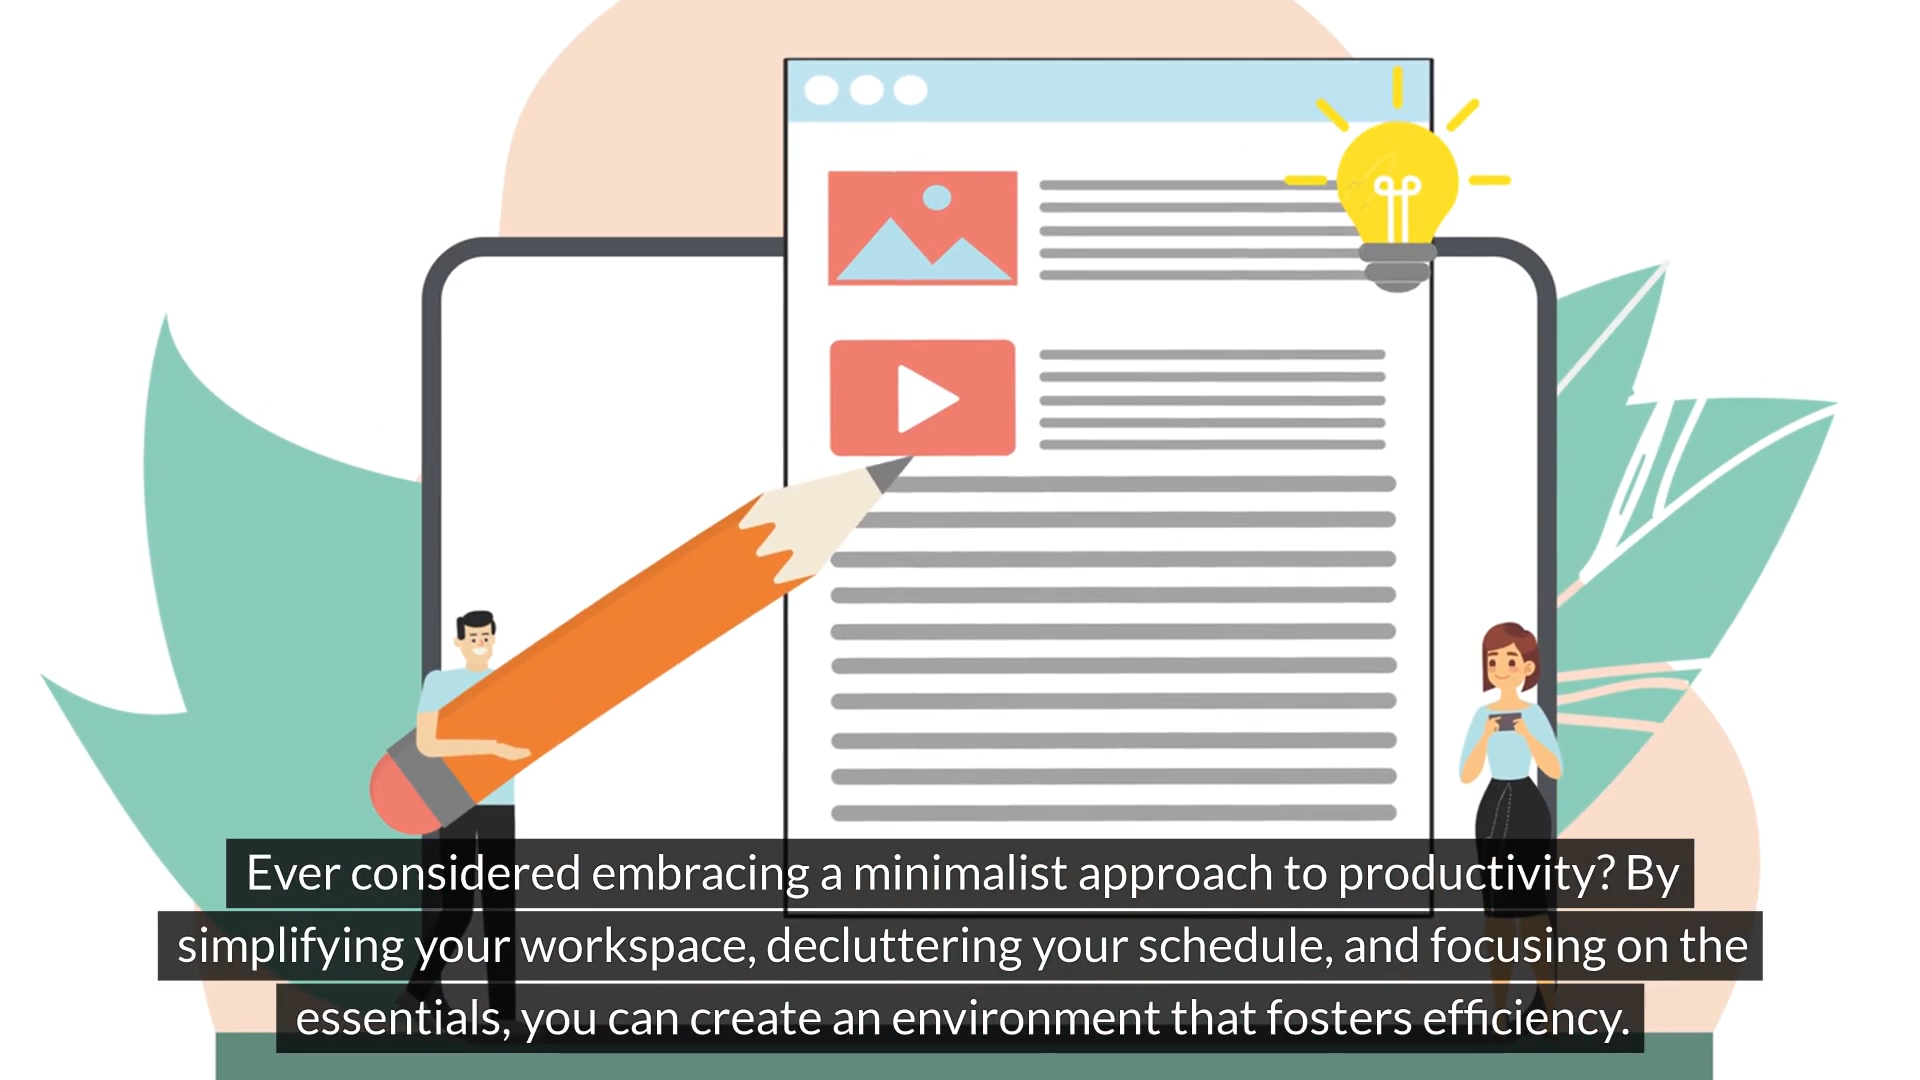 Ever considered embracing a minimalist approach to productivity? By
simplifying your workspace, decluttering your schedule, and focusing on the
essentials, you can create an environment that fosters efficiency.